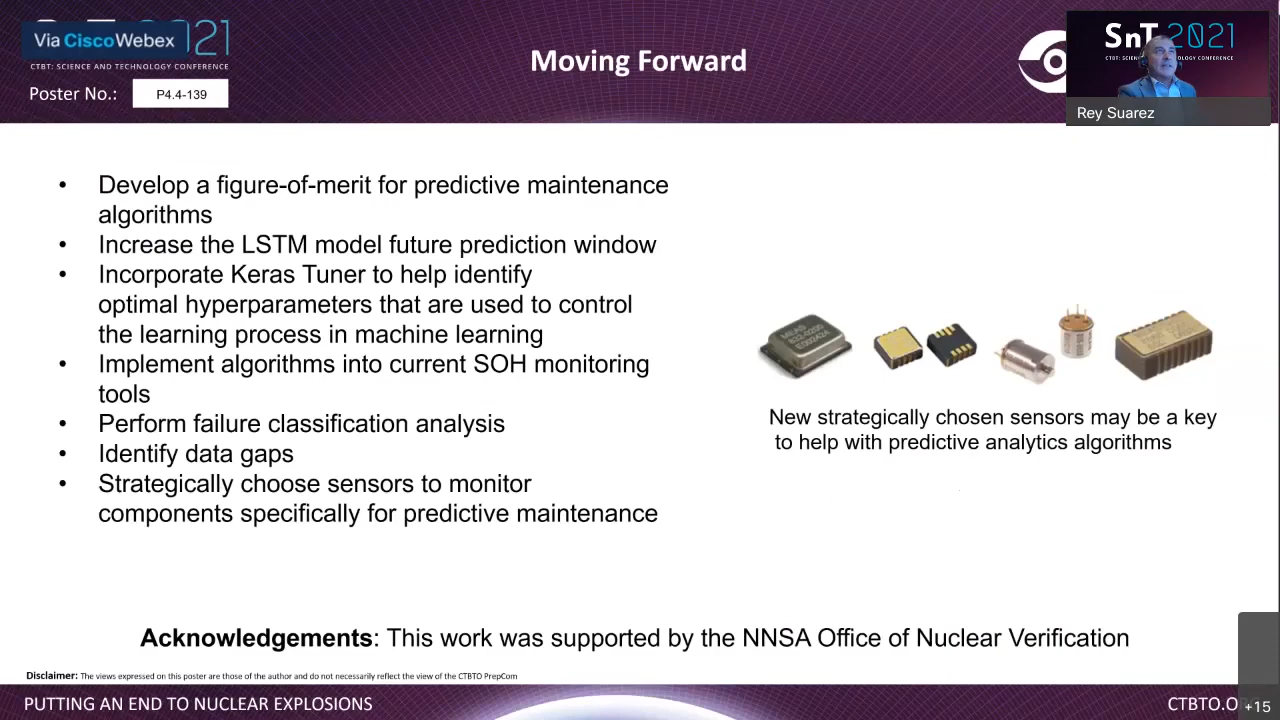 Via CiscoWebex
21
CTBT: SCIENCE AND TECHNOLOGY CONFERENCE
Poster No.:
P4.4-139
Moving Forward
SnT 2021
Rey Suarez
• Develop a figure-of-merit for predictive maintenance
algorithms
• Increase the LSTM model future prediction window
• Incorporate Keras Tuner to help identify
optimal hyperparameters that are used to control
the learning process in machine learning
• Implement algorithms into current SOH monitoring
tools
• Perform failure classification analysis
• Identify data gaps
• Strategically choose sensors to monitor
components specifically for predictive maintenance
MEAS
New strategically chosen sensors may be a key
to help with predictive analytics algorithms
Acknowledgements: This work was supported by the NNSA Office of Nuclear Verification
Disclaimer: The views expressed on this poster are those of the author and do not necessarily reflect the view of the CTBTO PrepCom
PUTTING AN END TO NUCLEAR EXPLOSIONS
CTBTO.O
+15